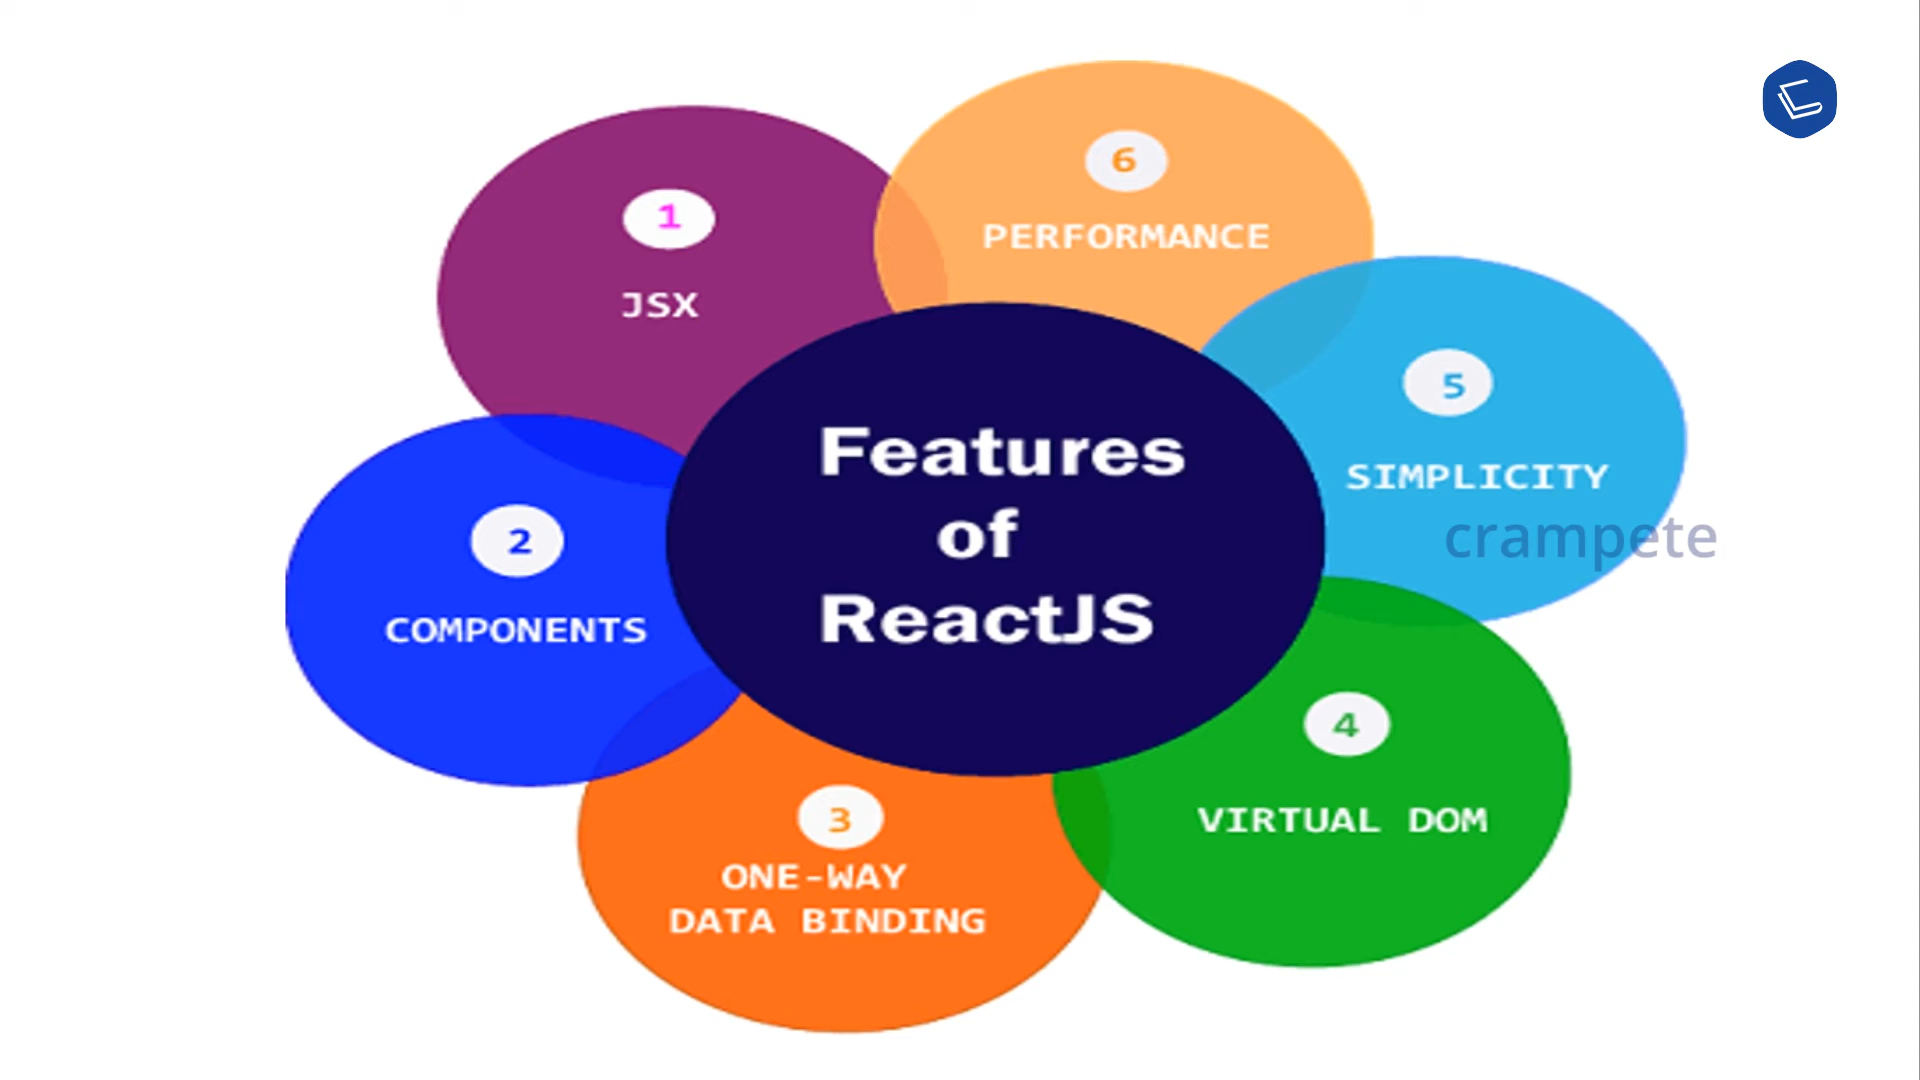 Features
of
ReactJS
1
JSX
2
COMPONENTS
3
ONE-WAY
DATA BINDING
4
VIRTUAL DOM
5
SIMPLICITY
6
PERFORMANCE
crampete